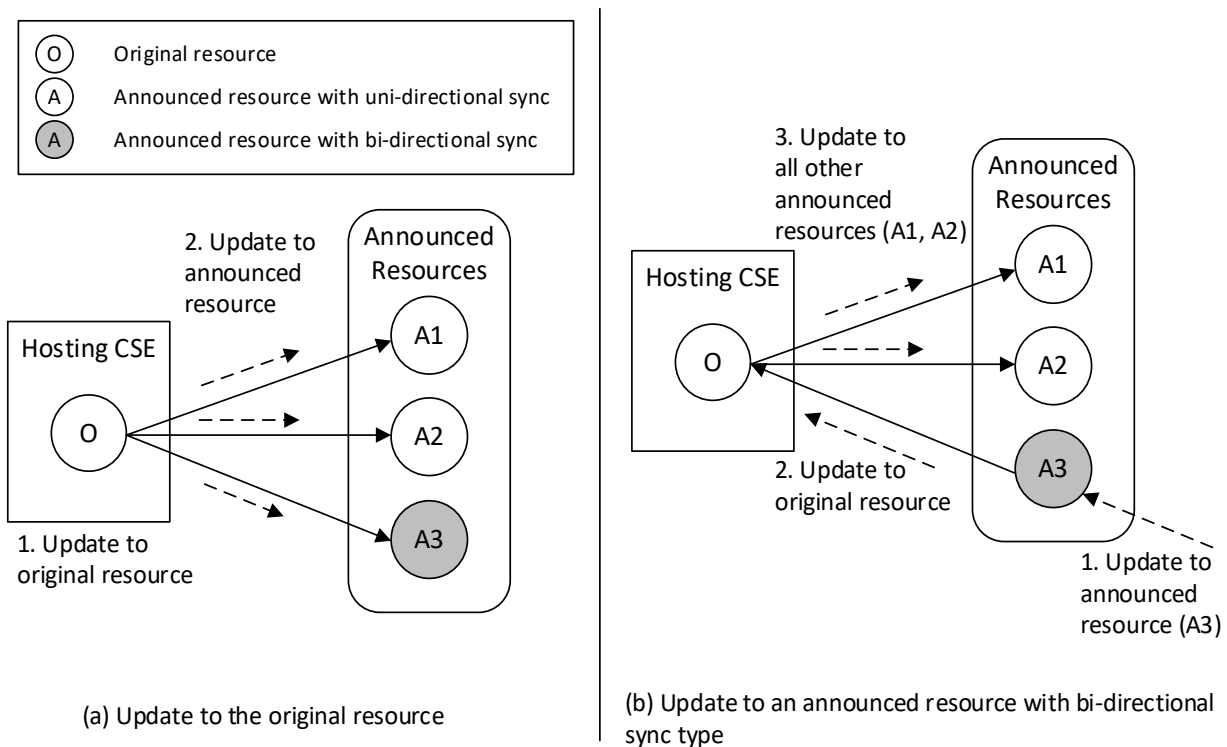 O Original resource
A Announced resource with uni-directional sync
A Announced resource with bi-directional sync
2. Update to
announced
resource
Announced
Resources
Hosting CSE
O
A1
A2
A3
1. Update to
original resource
(a) Update to the original resource
3. Update to
all other
announced
resources (A1, A2)
Announced
Resources
Hosting CSE
O
A1
A2
A3
2. Update to
original resource
1. Update to
announced
resource (A3)
(b) Update to an announced resource with bi-directional
sync type